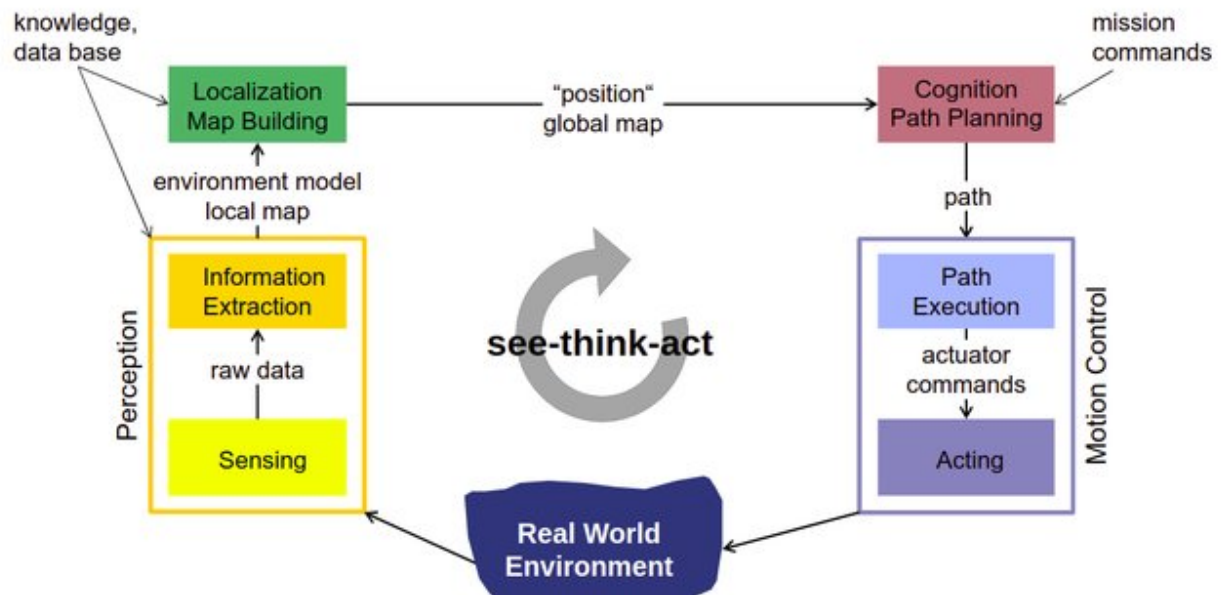 knowledge,
data base
mission
commands
Localization
Map Building
“position“
global map
Cognition
Path Planning
environment model
local map
path
Perception
Information
Extraction
raw data
Sensing
see-think-act
Path
Execution
actuator
commands
Acting
Motion Control
Real World
Environment